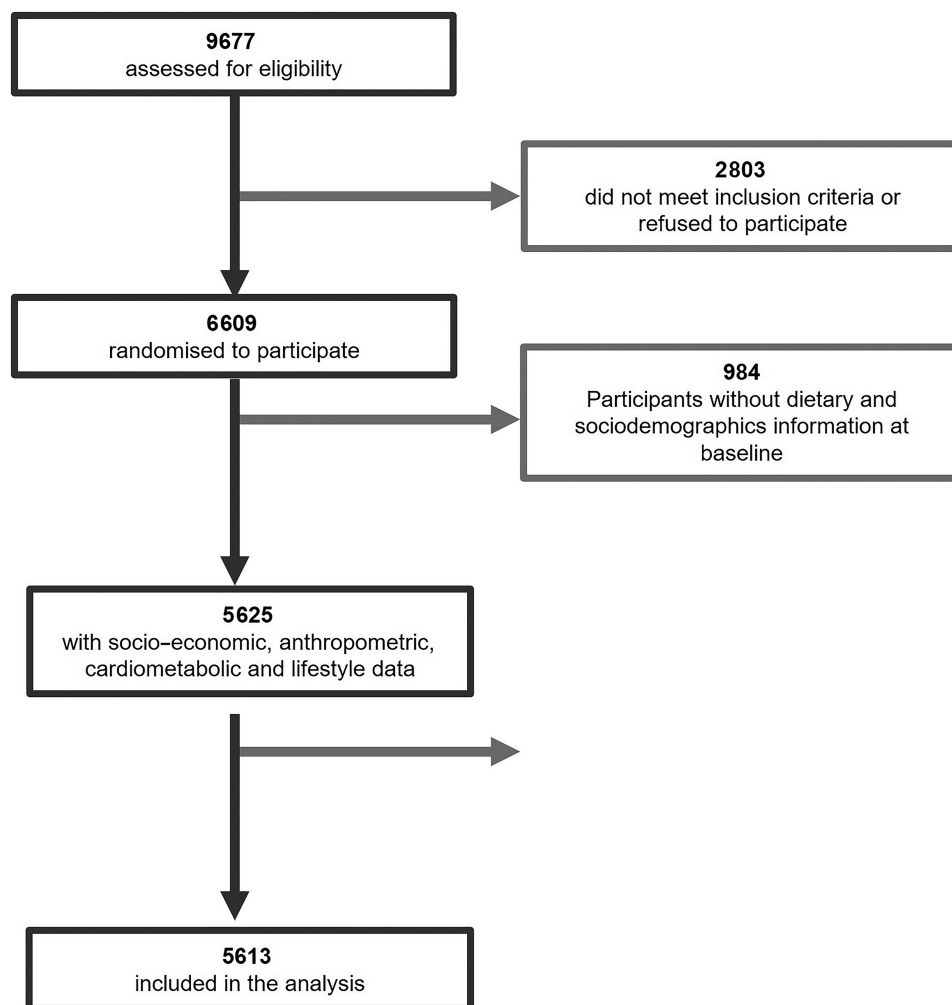 9677
assessed for eligibility
2803
did not meet inclusion criteria or
refused to participate
6609
randomised to participate
984
Participants without dietary and
sociodemographics information at
baseline
5625
with socio–economic, anthropometric,
cardiometabolic and lifestyle data
5613
included in the analysis